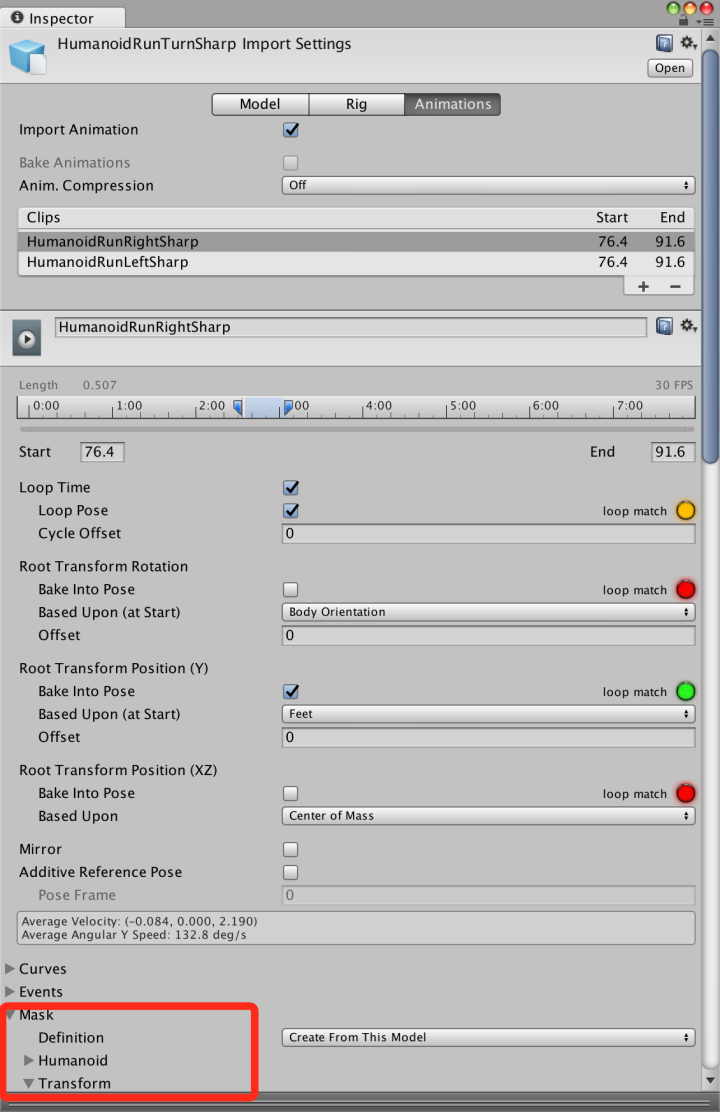 Inspector
HumanoidRunTurnSharp Import Settings
Open
Model Rig Animations
Import Animation
Bake Animations
Anim. Compression Off
Clips Start End
HumanoidRunRightSharp 76.4 91.6
HumanoidRunLeftSharp 76.4 91.6
+ −
HumanoidRunRightSharp
Length 0.507 30 FPS
0:00 1:00 2:00 :00 4:00 5:00 6:00 7:00
Start 76.4 End 91.6
Loop Time
Loop Pose loop match
Cycle Offset 0
Root Transform Rotation
Bake Into Pose loop match
Based Upon (at Start) Body Orientation
Offset 0
Root Transform Position (Y)
Bake Into Pose loop match
Based Upon (at Start) Feet
Offset 0
Root Transform Position (XZ)
Bake Into Pose loop match
Based Upon Center of Mass
Mirror
Additive Reference Pose
Pose Frame 0
Average Velocity: (-0.084, 0.000, 2.190)
Average Angular Y Speed: 132.8 deg/s
Curves
Events
Mask
Definition Create From This Model
Humanoid
Transform